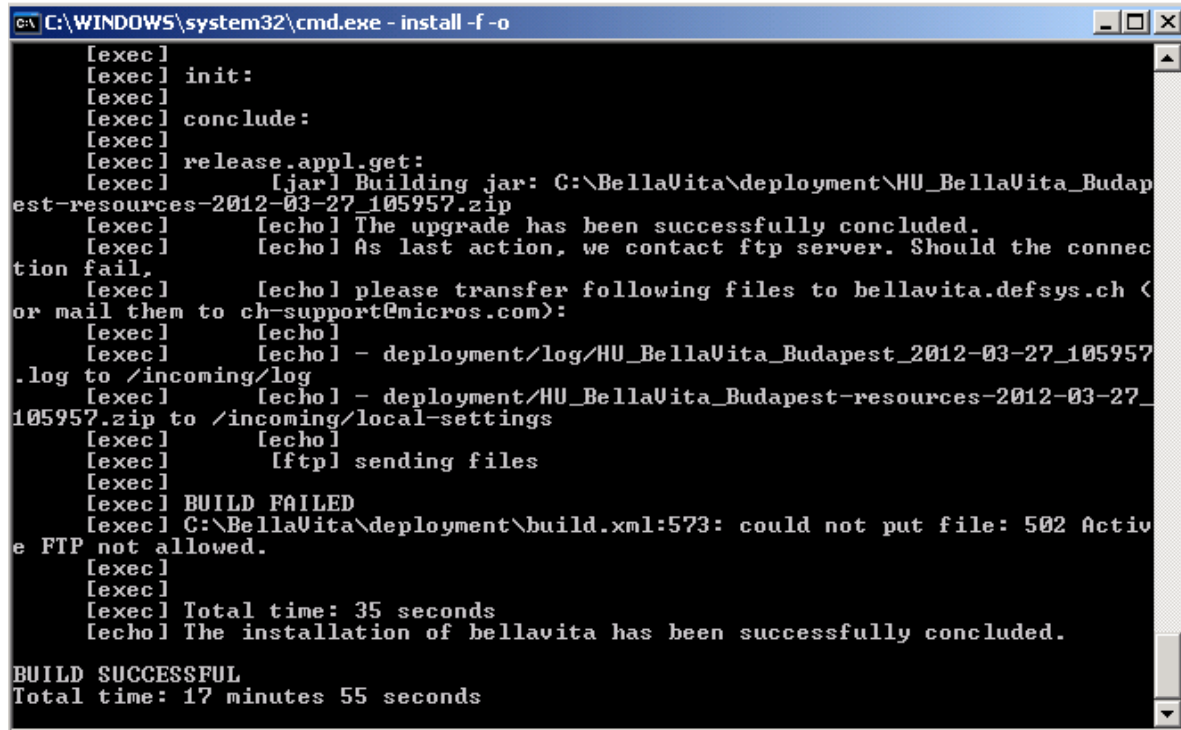 C:\WINDOWS\system32\cmd.exe - install -f -o
[exec]
[exec] init:
[exec]
[exec] conclude:
[exec]
[exec] release.appl.get:
[exec]       [jar] Building jar: C:\BellaVita\deployment\HU_BellaVita_Budap
est-resources-2012-03-27_105957.zip
[exec]      [echo] The upgrade has been successfully concluded.
[exec]      [echo] As last action, we contact ftp server. Should the connec
tion fail,
[exec]      [echo] please transfer following files to bellavita.defsys.ch (
or mail them to ch-support@micros.com):
[exec]      [echo]
[exec]      [echo] - deployment/log/HU_BellaVita_Budapest_2012-03-27_105957
.log to /incoming/log
[exec]      [echo] - deployment/HU_BellaVita_Budapest-resources-2012-03-27_
105957.zip to /incoming/local-settings
[exec]      [echo]
[exec]       [ftp] sending files
[exec]
[exec] BUILD FAILED
[exec] C:\BellaVita\deployment\build.xml:573: could not put file: 502 Activ
e FTP not allowed.
[exec]
[exec]
[exec] Total time: 35 seconds
[echo] The installation of bellavita has been successfully concluded.
BUILD SUCCESSFUL
Total time: 17 minutes 55 seconds